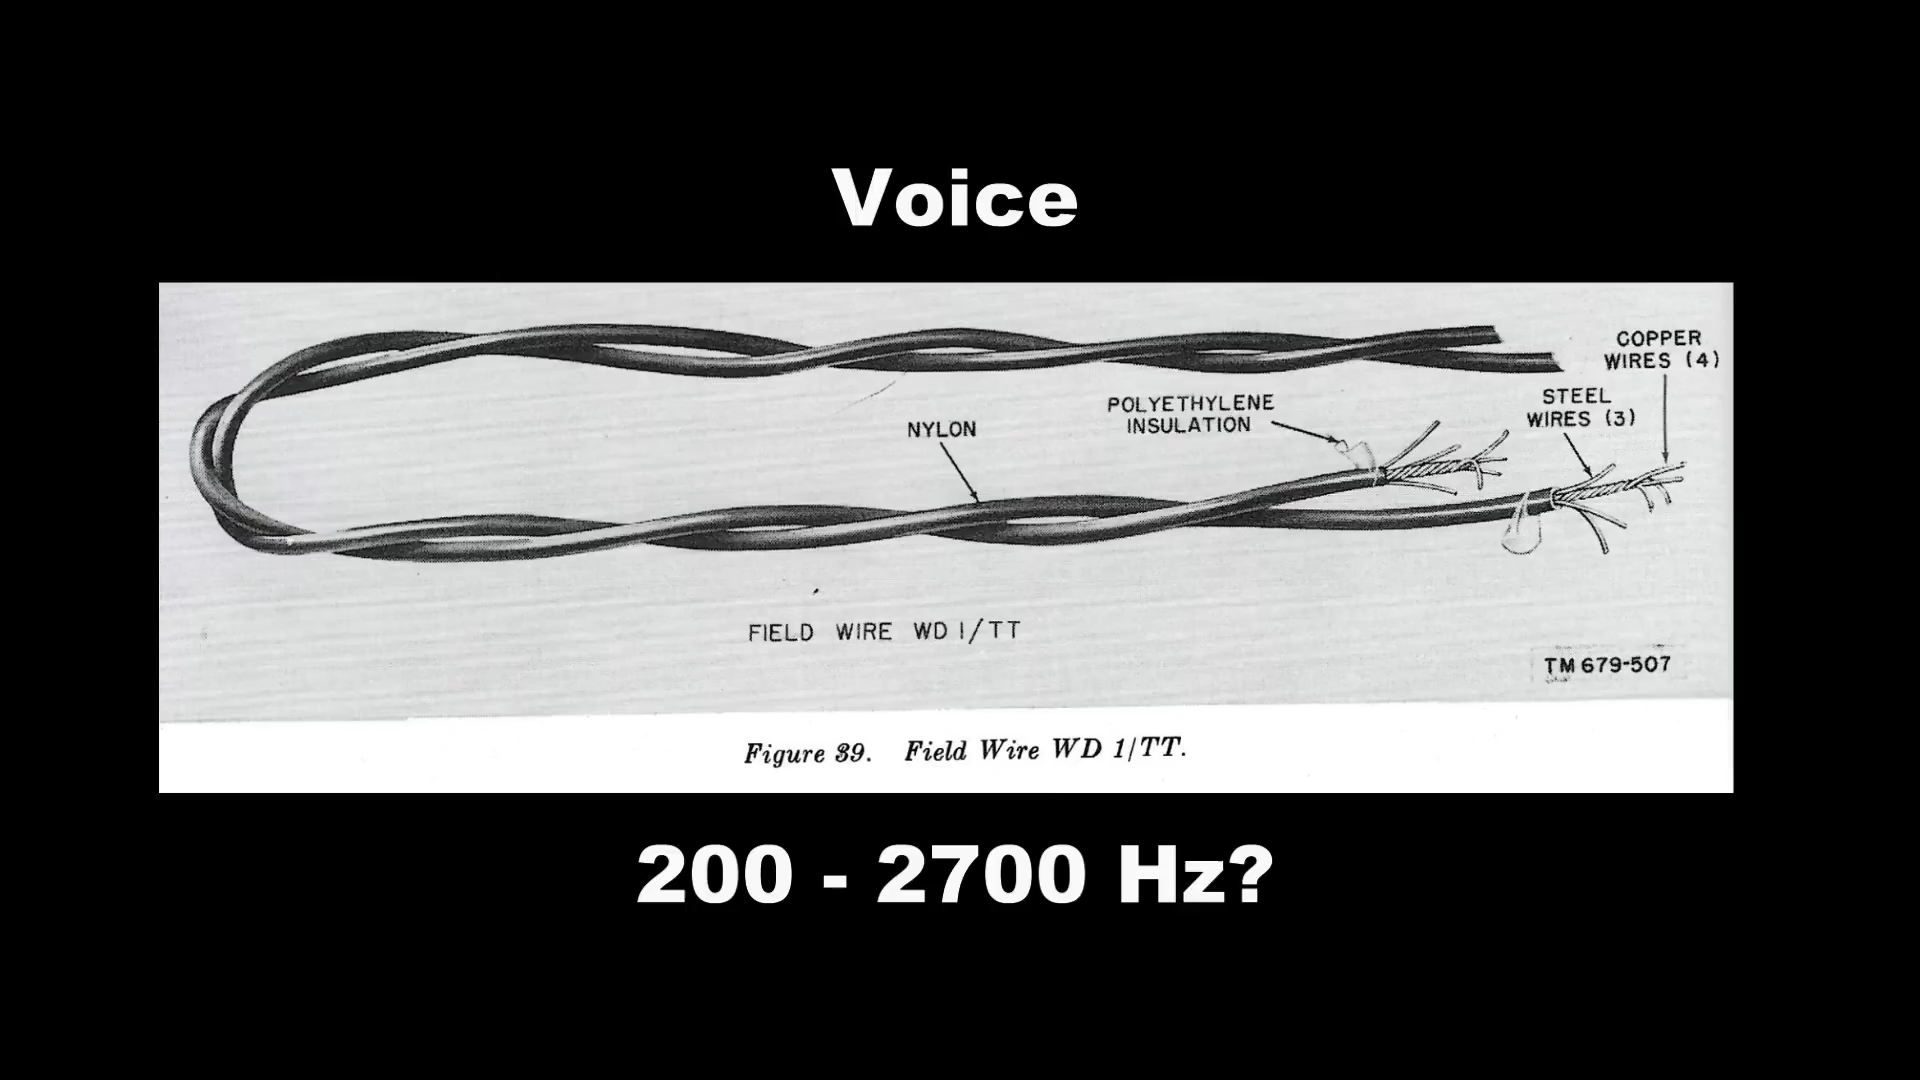 Voice
COPPER
WIRES (4)
STEEL
WIRES (3)
POLYETHYLENE
INSULATION
NYLON
FIELD WIRE WD 1/TT
TM 679-507
Figure 39. Field Wire WD 1/TT.
200 - 2700 Hz?